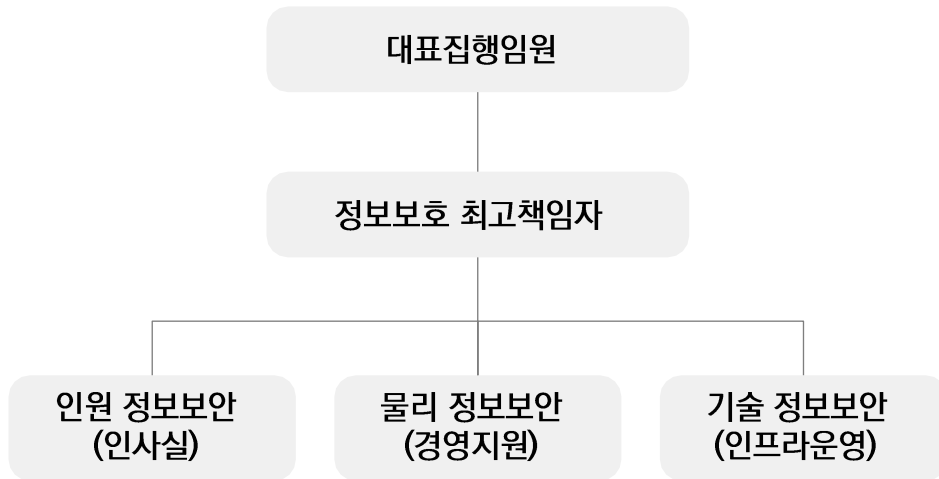 대표집행임원
정보보호 최고책임자
인원 정보보안
(인사실)
물리 정보보안
(경영지원)
기술 정보보안
(인프라운영)